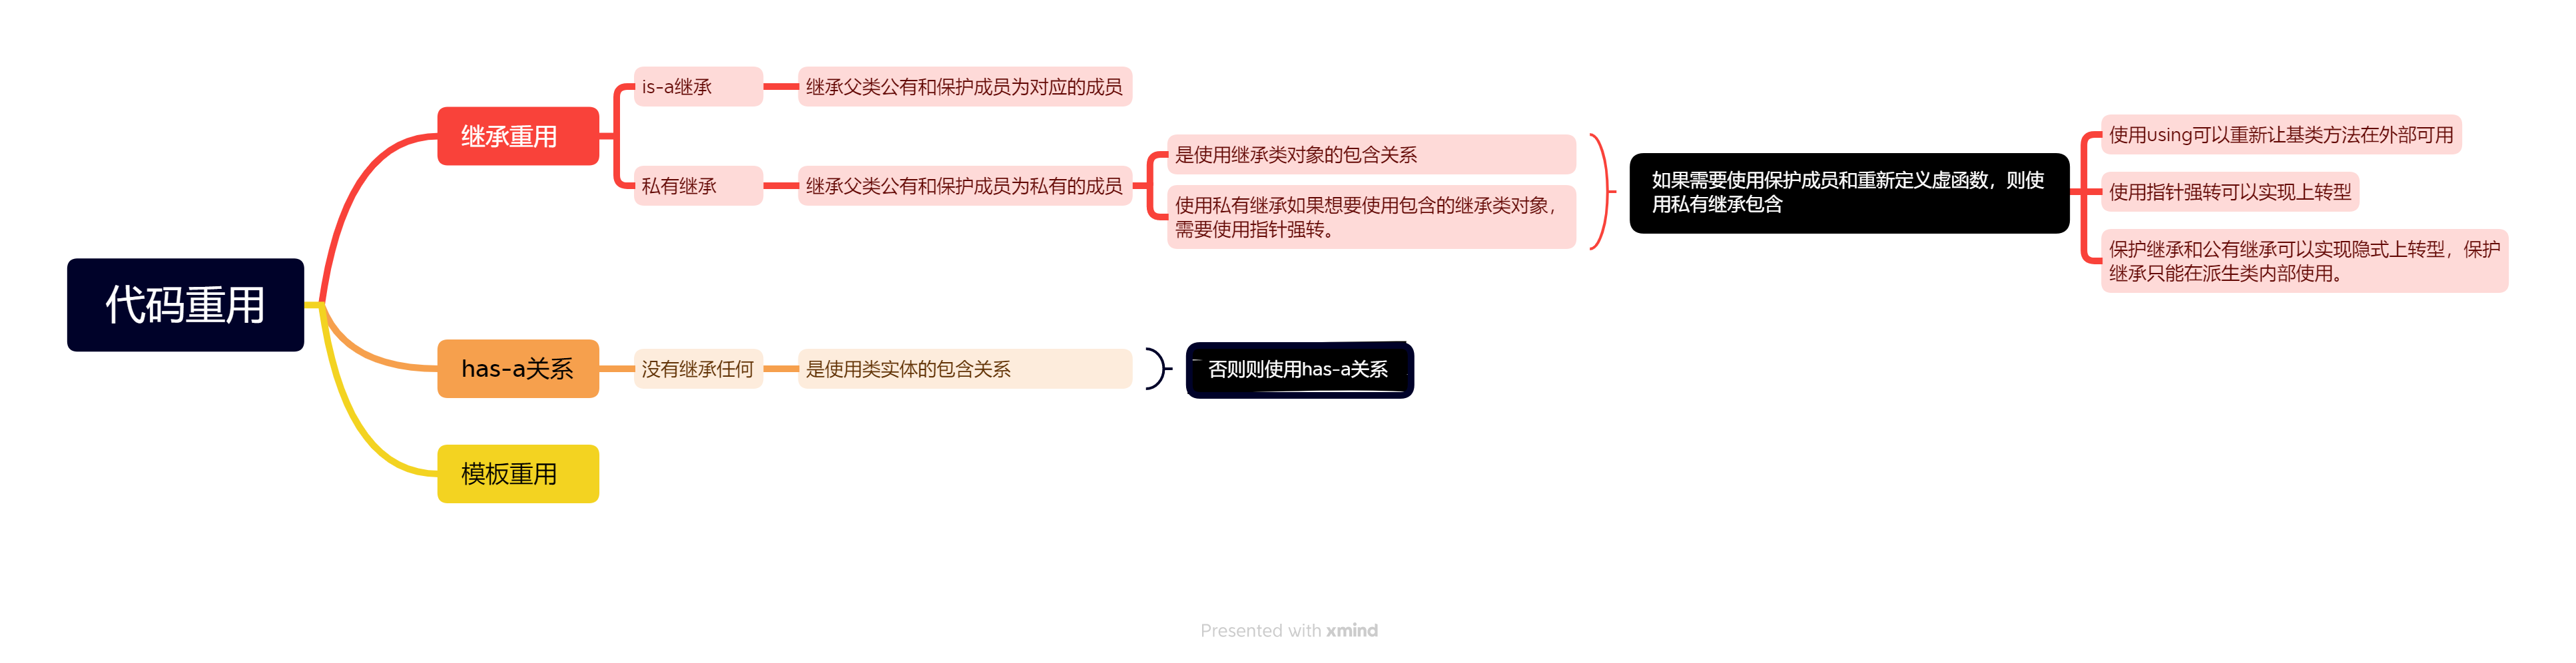 代码重用
继承重用
is-a继承
继承父类公有和保护成员为对应的成员
私有继承
继承父类公有和保护成员为私有的成员
是使用继承类对象的包含关系
使用私有继承如果想要使用包含的继承类对象，
需要使用指针强转。
如果需要使用保护成员和重新定义虚函数，则使
用私有继承包含
使用using可以重新让基类方法在外部可用
使用指针强转可以实现上转型
保护继承和公有继承可以实现隐式上转型，保护
继承只能在派生类内部使用。
has-a关系
没有继承任何
是使用类实体的包含关系
否则则使用has-a关系
模板重用
Presented with xmind